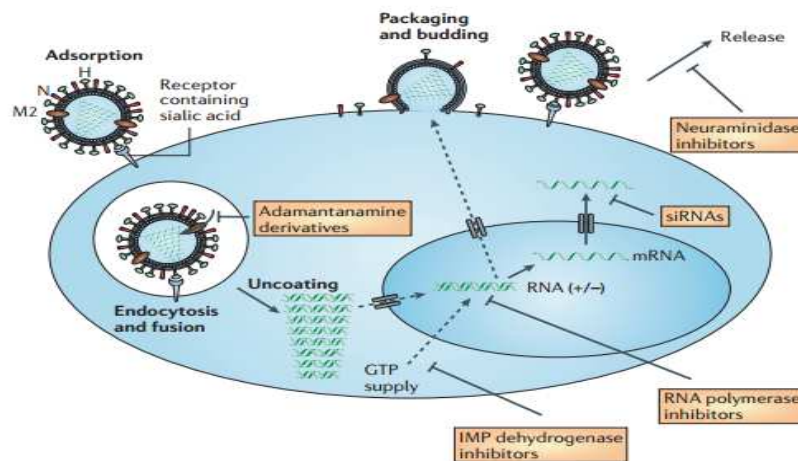 Packaging
and budding
Release
Adsorption
H
N
M2
Receptor
containing
sialic acid
Neuraminidase
inhibitors
siRNAs
Adamantanamine
derivatives
mRNA
Uncoating
RNA (+/−)
Endocytosis
and fusion
GTP
supply
RNA polymerase
inhibitors
IMP dehydrogenase
inhibitors